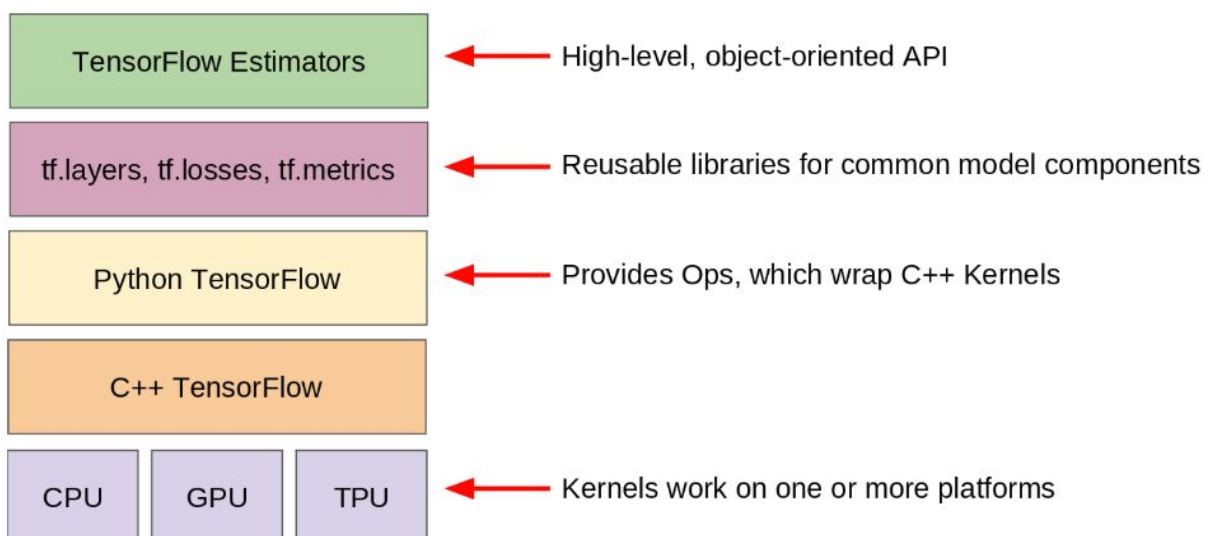 TensorFlow Estimators
High-level, object-oriented API
tf.layers, tf.losses, tf.metrics
Reusable libraries for common model components
Python TensorFlow
Provides Ops, which wrap C++ Kernels
C++ TensorFlow
CPU
GPU
TPU
Kernels work on one or more platforms